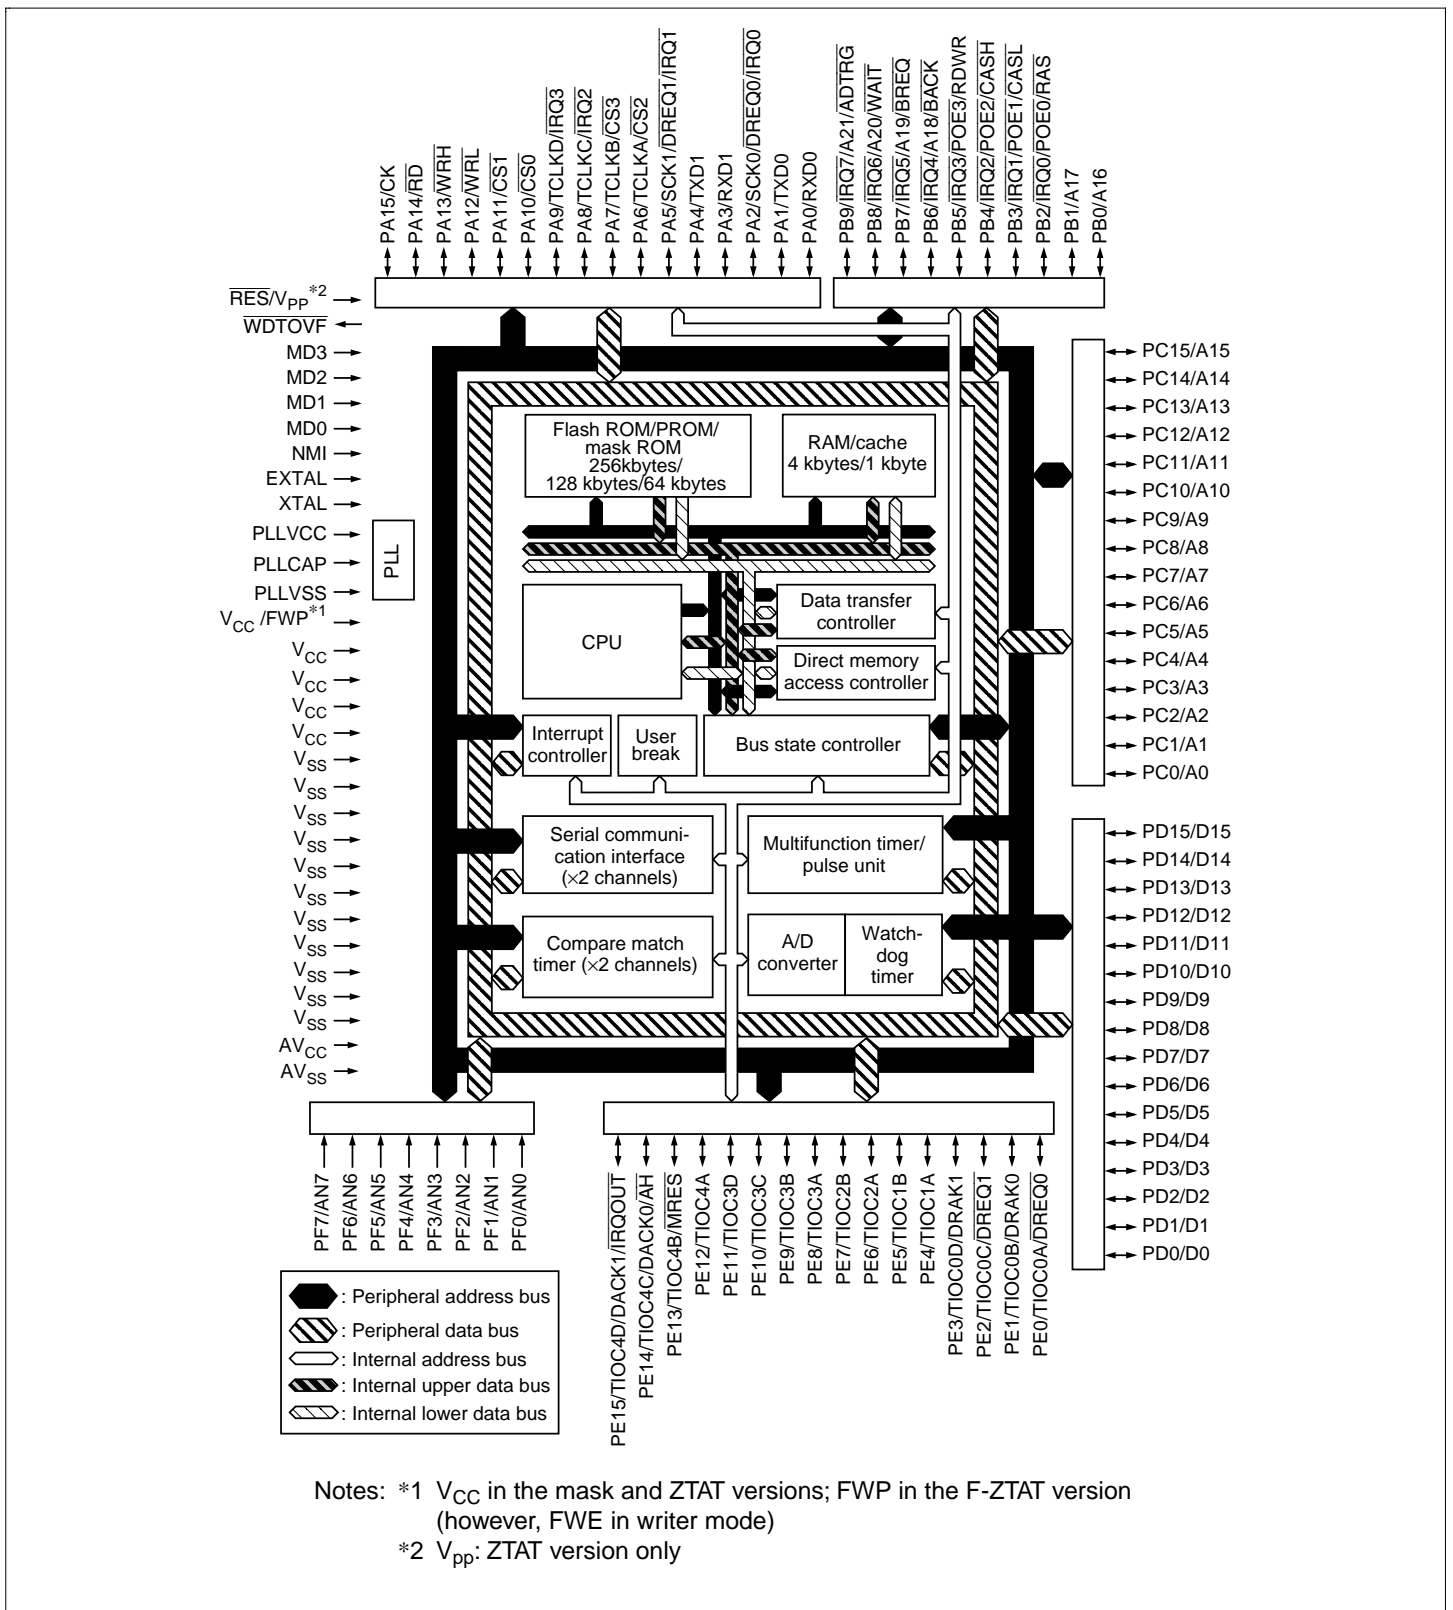 PA15/CK
PA14/RD
PA13/WRH
PA12/WRL
PA11/CS1
PA10/CS0
PA9/TCLKD/IRQ3
PA8/TCLKC/IRQ2
PA7/TCLKB/CS3
PA6/TCLKA/CS2
PA5/SCK1/DREQ1/IRQ1
PA4/TXD1
PA3/RXD1
PA2/SCK0/DREQ0/IRQ0
PA1/TXD0
PA0/RXD0
PB9/IRQ7/A21/ADTRG
PB8/IRQ6/A20/WAIT
PB7/IRQ5/A19/BREQ
PB6/IRQ4/A18/BACK
PB5/IRQ3/POE3/RDWR
PB4/IRQ2/POE2/CASH
PB3/IRQ1/POE1/CASL
PB2/IRQ0/POE0/RAS
PB1/A17
PB0/A16
RES/VPP*2
WDTOVF
MD3
MD2
MD1
MD0
NMI
EXTAL
XTAL
PLLVCC
PLLCAP
PLLVSS
PLL
VCC /FWP*1
VCC
VCC
VCC
VCC
VSS
VSS
VSS
VSS
VSS
VSS
VSS
VSS
VSS
VSS
VSS
AVCC
AVSS
Flash ROM/PROM/
mask ROM
256kbytes/
128 kbytes/64 kbytes
RAM/cache
4 kbytes/1 kbyte
CPU
Data transfer
controller
Direct memory
access controller
Interrupt
controller
User
break
Bus state controller
Serial communi-
cation interface
(×2 channels)
Multifunction timer/
pulse unit
Compare match
timer (×2 channels)
A/D
converter
Watch-
dog
timer
PC15/A15
PC14/A14
PC13/A13
PC12/A12
PC11/A11
PC10/A10
PC9/A9
PC8/A8
PC7/A7
PC6/A6
PC5/A5
PC4/A4
PC3/A3
PC2/A2
PC1/A1
PC0/A0
PD15/D15
PD14/D14
PD13/D13
PD12/D12
PD11/D11
PD10/D10
PD9/D9
PD8/D8
PD7/D7
PD6/D6
PD5/D5
PD4/D4
PD3/D3
PD2/D2
PD1/D1
PD0/D0
PF7/AN7
PF6/AN6
PF5/AN5
PF4/AN4
PF3/AN3
PF2/AN2
PF1/AN1
PF0/AN0
PE15/TIOC4D/DACK1/IRQOUT
PE14/TIOC4C/DACK0/AH
PE13/TIOC4B/MRES
PE12/TIOC4A
PE11/TIOC3D
PE10/TIOC3C
PE9/TIOC3B
PE8/TIOC3A
PE7/TIOC2B
PE6/TIOC2A
PE5/TIOC1B
PE4/TIOC1A
PE3/TIOC0D/DRAK1
PE2/TIOC0C/DREQ1
PE1/TIOC0B/DRAK0
PE0/TIOC0A/DREQ0
: Peripheral address bus
: Peripheral data bus
: Internal address bus
: Internal upper data bus
: Internal lower data bus
Notes: *1 VCC in the mask and ZTAT versions; FWP in the F-ZTAT version
(however, FWE in writer mode)
*2 Vpp: ZTAT version only